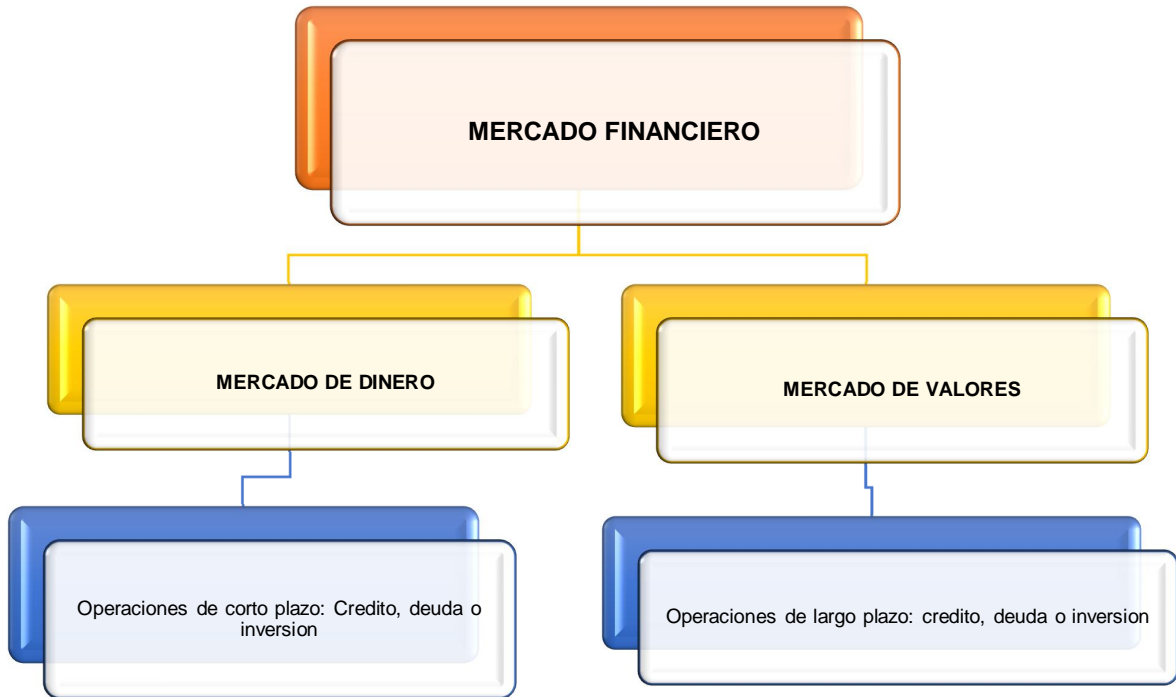 MERCADO FINANCIERO
MERCADO DE DINERO
MERCADO DE VALORES
Operaciones de corto plazo: Credito, deuda o
inversion
Operaciones de largo plazo: credito, deuda o inversion